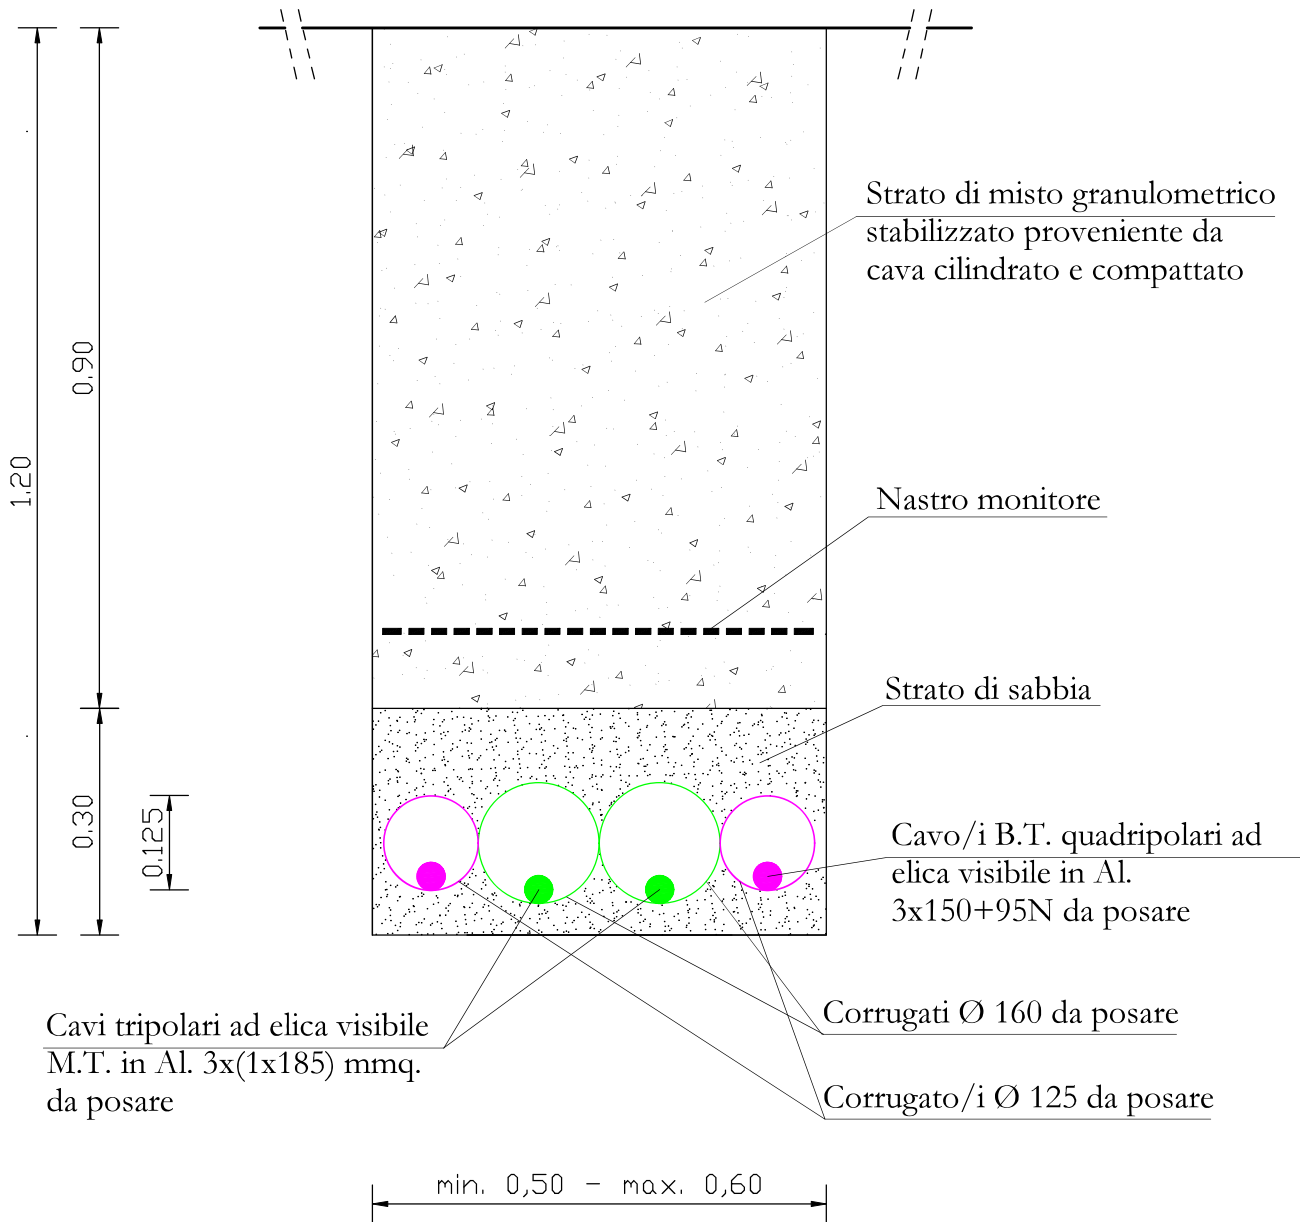 Strato di misto granulometrico
stabilizzato proveniente da
cava cilindrato e compattato
0,90
1,20
Nastro monitore
Strato di sabbia
0,30
0,125
Cavo/i B.T. quadripolari ad
elica visibile in Al.
3x150+95N da posare
Cavi tripolari ad elica visibile
M.T. in Al. 3x(1x185) mmq.
da posare
Corrugati Ø 160 da posare
Corrugato/i Ø 125 da posare
min. 0,50 - max. 0,60